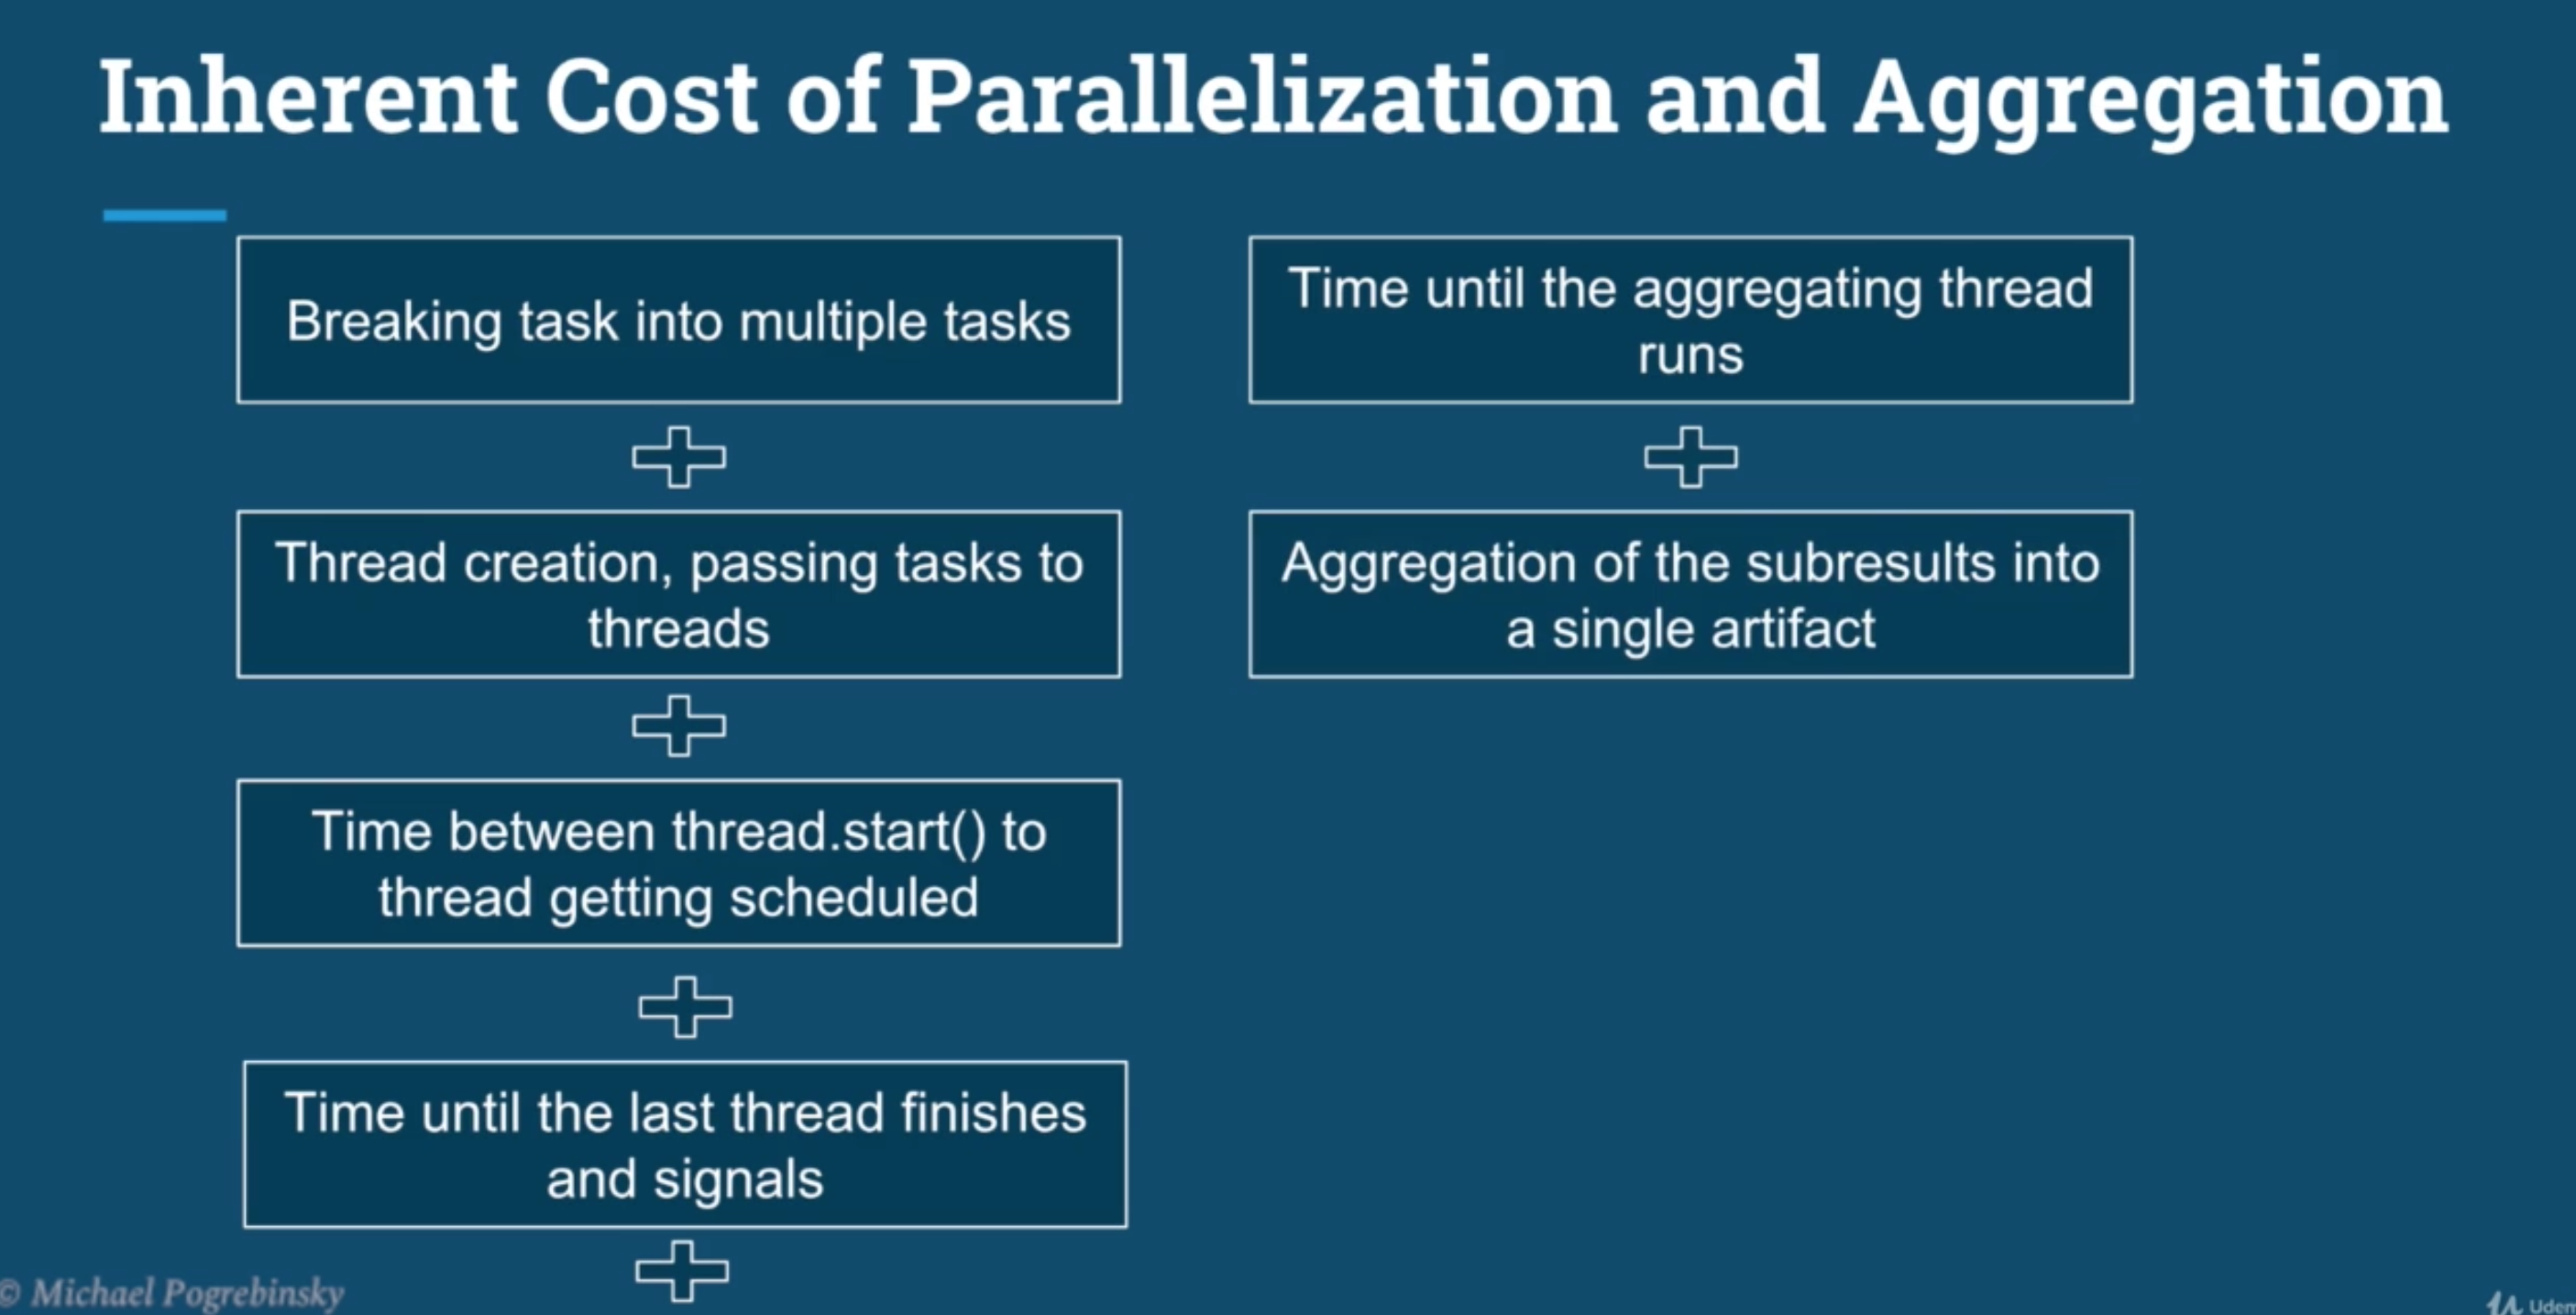 Inherent Cost of Parallelization and Aggregation
Breaking task into multiple tasks
Thread creation, passing tasks to
threads
Time between thread.start() to
thread getting scheduled
Time until the last thread finishes
and signals
Time until the aggregating thread
runs
Aggregation of the subresults into
a single artifact
© Michael Pogrebinsky